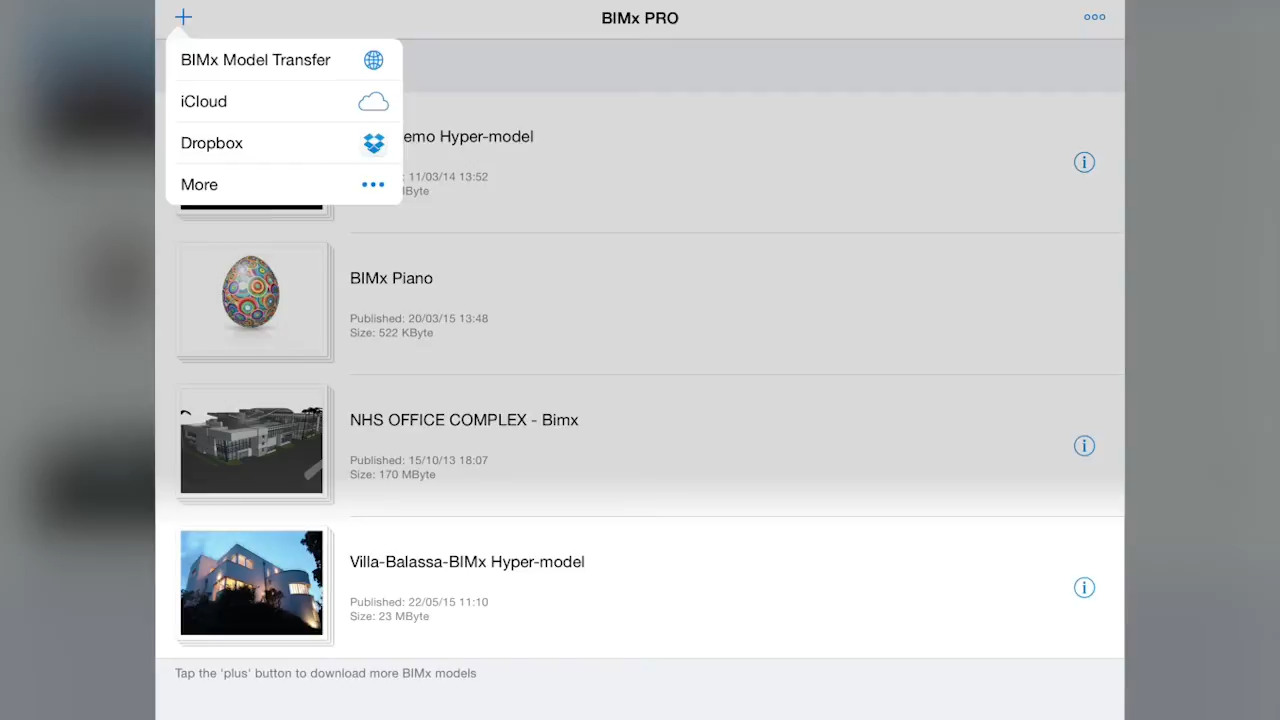 BIMx PRO
BIMx Model Transfer
iCloud
Dropbox
More
emo Hyper-model
: 11/03/14 13:52
Byte
BIMx Piano
Published: 20/03/15 13:48
Size: 522 KByte
NHS OFFICE COMPLEX - Bimx
Published: 15/10/13 18:07
Size: 170 MByte
Villa-Balassa-BIMx Hyper-model
Published: 22/05/15 11:10
Size: 23 MByte
Tap the 'plus' button to download more BIMx models